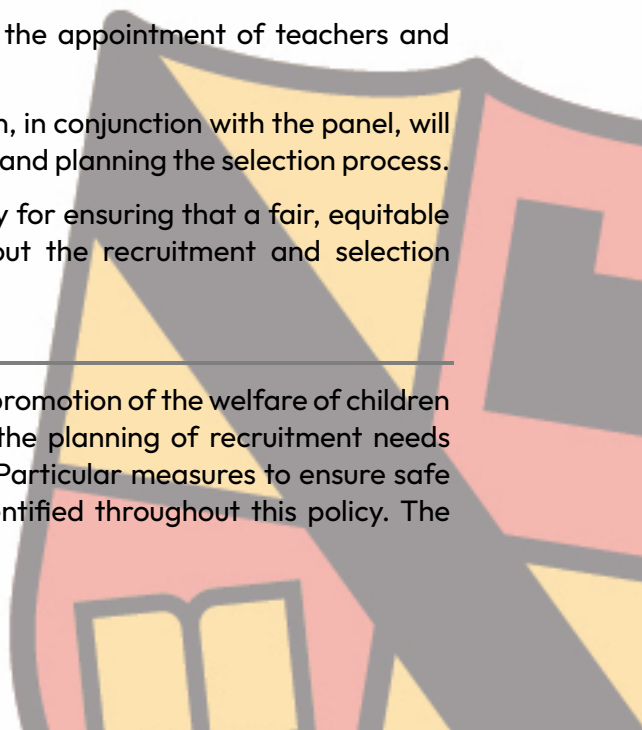 the appointment of teachers and
in conjunction with the panel, will
and planning the selection process.
for ensuring that a fair, equitable
the recruitment and selection
promotion of the welfare of children
the planning of recruitment needs
Particular measures to ensure safe
throughout this policy. The